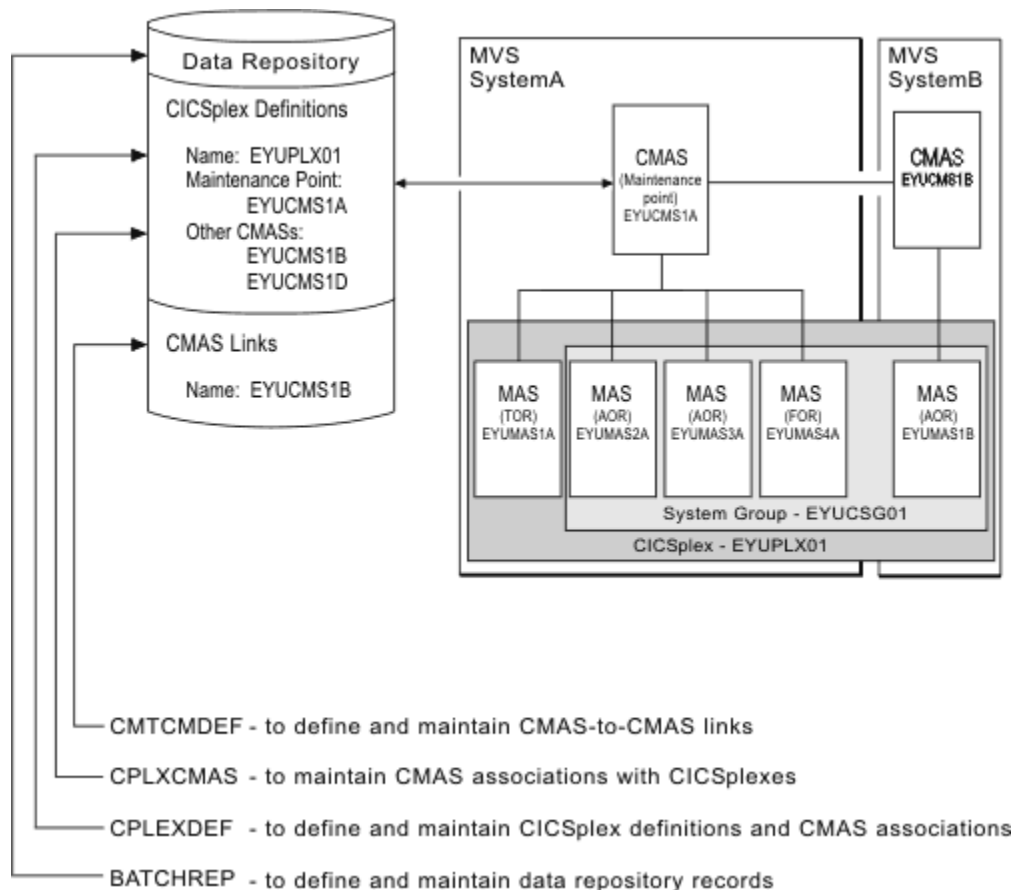 Data Repository
CICSplex Definitions
Name: EYUPLX01
Maintenance Point:
EYUCMS1A
Other CMASs:
EYUCMS1B
EYUCMS1D
CMAS Links
Name: EYUCMS1B
MVS
SystemA
CMAS
(Maintenance
point)
EYUCMS1A
MVS
SystemB
CMAS
EYUCMS1B
MAS
(TOR)
EYUMAS1A
MAS
(AOR)
EYUMAS2A
MAS
(AOR)
EYUMAS3A
MAS
(FOR)
EYUMAS4A
MAS
(AOR)
EYUMAS1B
System Group - EYUCSG01
CICSplex - EYUPLX01
CMTCMDEF - to define and maintain CMAS-to-CMAS links
CPLXCMAS - to maintain CMAS associations with CICSplexes
CPLEXDEF - to define and maintain CICSplex definitions and CMAS associations
BATCHREP - to define and maintain data repository records